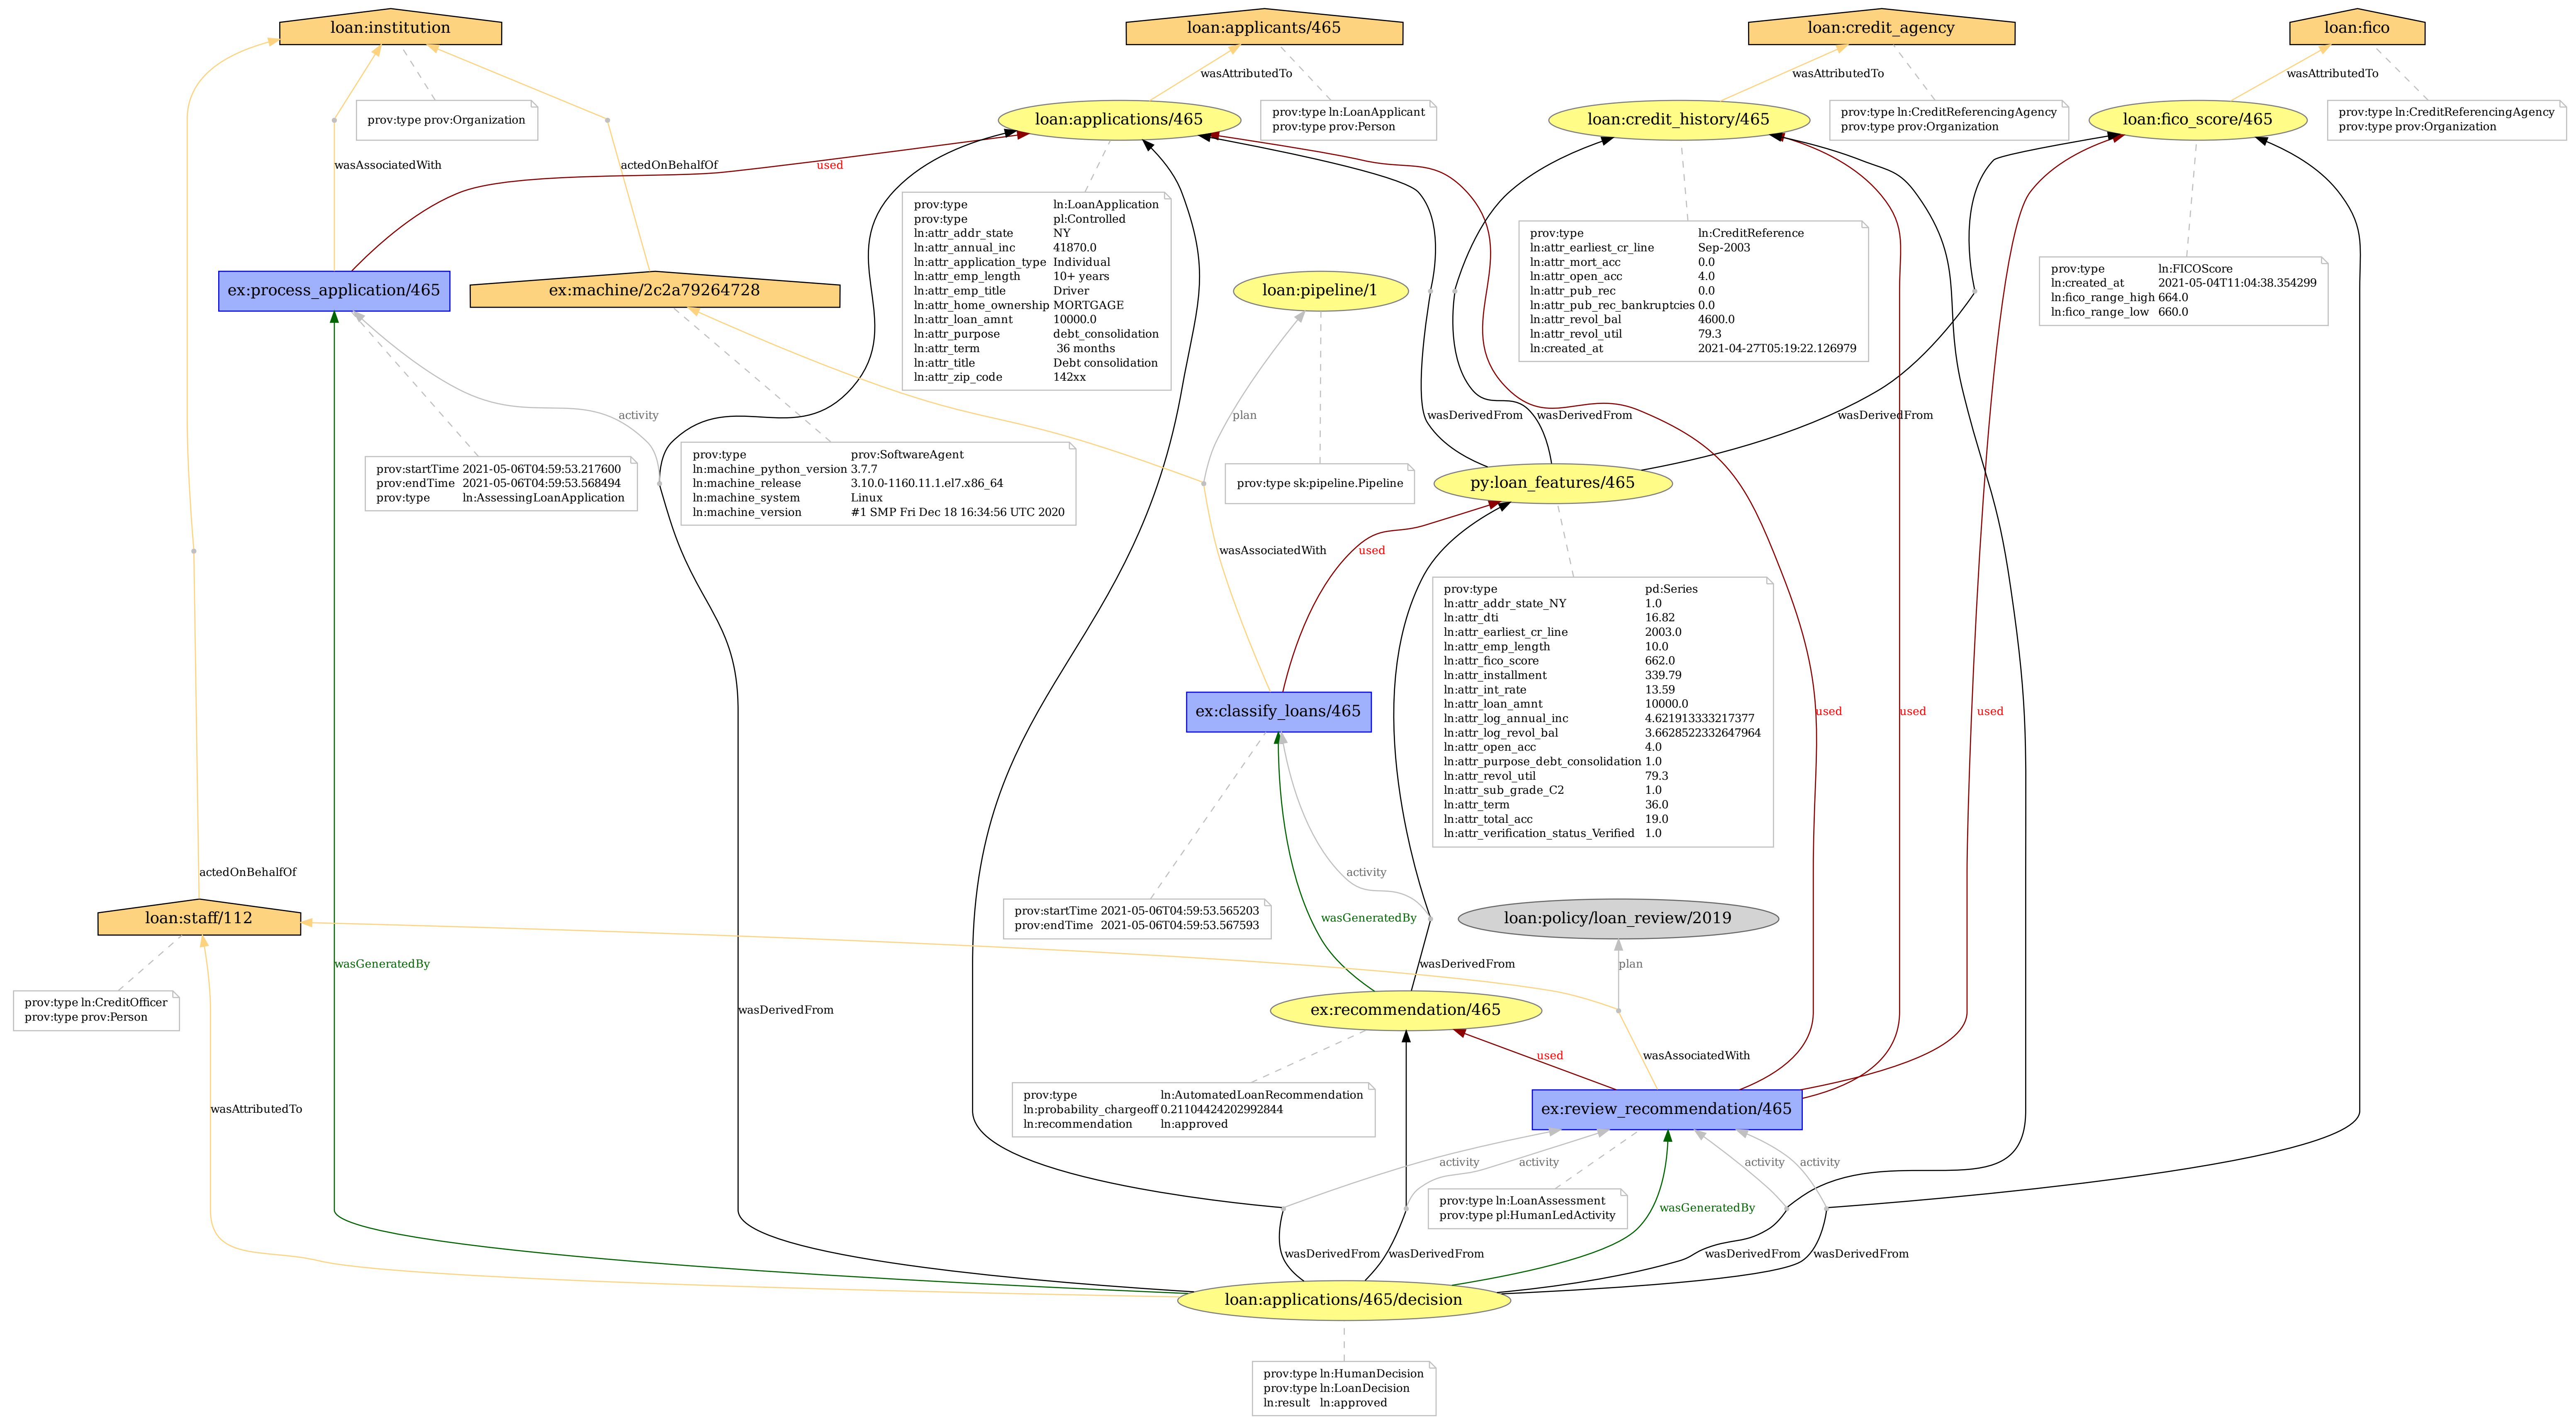 loan:institution
loan:applicants/465
loan:credit_agency
loan:fico
wasAttributedTo
wasAttributedTo
wasAttributedTo
prov:type prov:Organization
loan:applications/465
prov:type ln:LoanApplicant
prov:type prov:Person
loan:credit_history/465
prov:type ln:CreditReferencingAgency
prov:type prov:Organization
loan:fico_score/465
prov:type ln:CreditReferencingAgency
prov:type prov:Organization
wasAssociatedWith
actedOnBehalfOf
used
prov:type ln:LoanApplication
prov:type pl:Controlled
ln:attr_addr_state NY
ln:attr_annual_inc 41870.0
ln:attr_application_type Individual
ln:attr_emp_length 10+ years
ln:attr_emp_title Driver
ln:attr_home_ownership MORTGAGE
ln:attr_loan_amnt 10000.0
ln:attr_purpose debt_consolidation
ln:attr_term 36 months
ln:attr_title Debt consolidation
ln:attr_zip_code 142xx
prov:type ln:CreditReference
ln:attr_earliest_cr_line Sep-2003
ln:attr_mort_acc 0.0
ln:attr_open_acc 4.0
ln:attr_pub_rec 0.0
ln:attr_pub_rec_bankruptcies 0.0
ln:attr_revol_bal 4600.0
ln:attr_revol_util 79.3
ln:created_at 2021-04-27T05:19:22.126979
prov:type ln:FICOScore
ln:created_at 2021-05-04T11:04:38.354299
ln:fico_range_high 664.0
ln:fico_range_low 660.0
ex:process_application/465
ex:machine/2c2a79264728
loan:pipeline/1
activity
plan
wasDerivedFrom
wasDerivedFrom
wasDerivedFrom
prov:startTime 2021-05-06T04:59:53.217600
prov:endTime 2021-05-06T04:59:53.568494
prov:type ln:AssessingLoanApplication
prov:type prov:SoftwareAgent
ln:machine_python_version 3.7.7
ln:machine_release 3.10.0-1160.11.1.el7.x86_64
ln:machine_system Linux
ln:machine_version #1 SMP Fri Dec 18 16:34:56 UTC 2020
prov:type sk:pipeline.Pipeline
py:loan_features/465
wasAssociatedWith
used
prov:type pd:Series
ln:attr_addr_state_NY 1.0
ln:attr_dti 16.82
ln:attr_earliest_cr_line 2003.0
ln:attr_emp_length 10.0
ln:attr_fico_score 662.0
ln:attr_installment 339.79
ln:attr_int_rate 13.59
ln:attr_loan_amnt 10000.0
ln:attr_log_annual_inc 4.621913333217377
ln:attr_log_revol_bal 3.6628522332647964
ln:attr_open_acc 4.0
ln:attr_purpose_debt_consolidation 1.0
ln:attr_revol_util 79.3
ln:attr_sub_grade_C2 1.0
ln:attr_term 36.0
ln:attr_total_acc 19.0
ln:attr_verification_status_Verified 1.0
ex:classify_loans/465
used
used
used
actedOnBehalfOf
activity
loan:staff/112
prov:startTime 2021-05-06T04:59:53.565203
prov:endTime 2021-05-06T04:59:53.567593
wasGeneratedBy
loan:policy/loan_review/2019
wasGeneratedBy
wasDerivedFrom
plan
prov:type ln:CreditOfficer
prov:type prov:Person
wasDerivedFrom
ex:recommendation/465
used
wasAssociatedWith
prov:type ln:AutomatedLoanRecommendation
ln:probability_chargeoff 0.21104424202992844
ln:recommendation ln:approved
wasAttributedTo
ex:review_recommendation/465
activity
activity
activity
activity
prov:type ln:LoanAssessment
prov:type pl:HumanLedActivity
wasGeneratedBy
wasDerivedFrom
wasDerivedFrom
wasDerivedFrom
wasDerivedFrom
loan:applications/465/decision
prov:type ln:HumanDecision
prov:type ln:LoanDecision
ln:result ln:approved